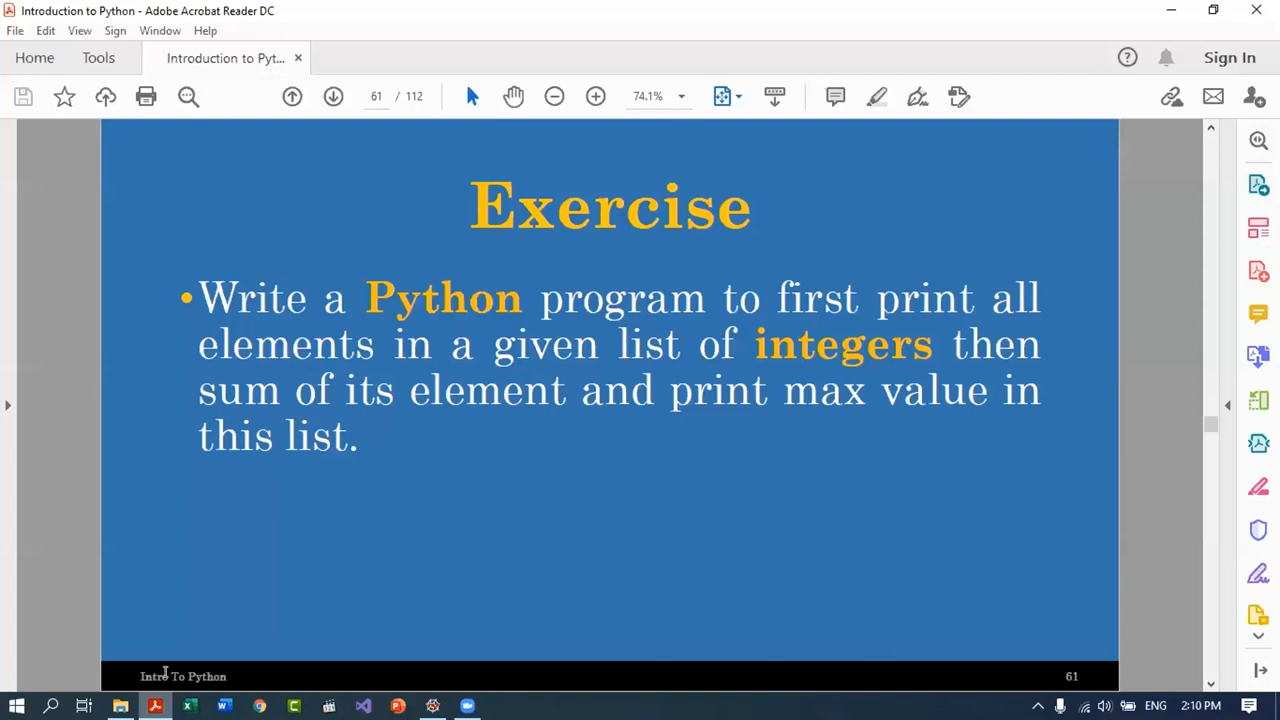 Introduction to Python - Adobe Acrobat Reader DC
File Edit View Sign Window Help
Home Tools Introduction to Pyt... Sign In
61 / 112 74.1%
Exercise
•Write a Python program to first print all
elements in a given list of integers then
sum of its element and print max value in
this list.
Intro To Python 61
ENG 2:10 PM